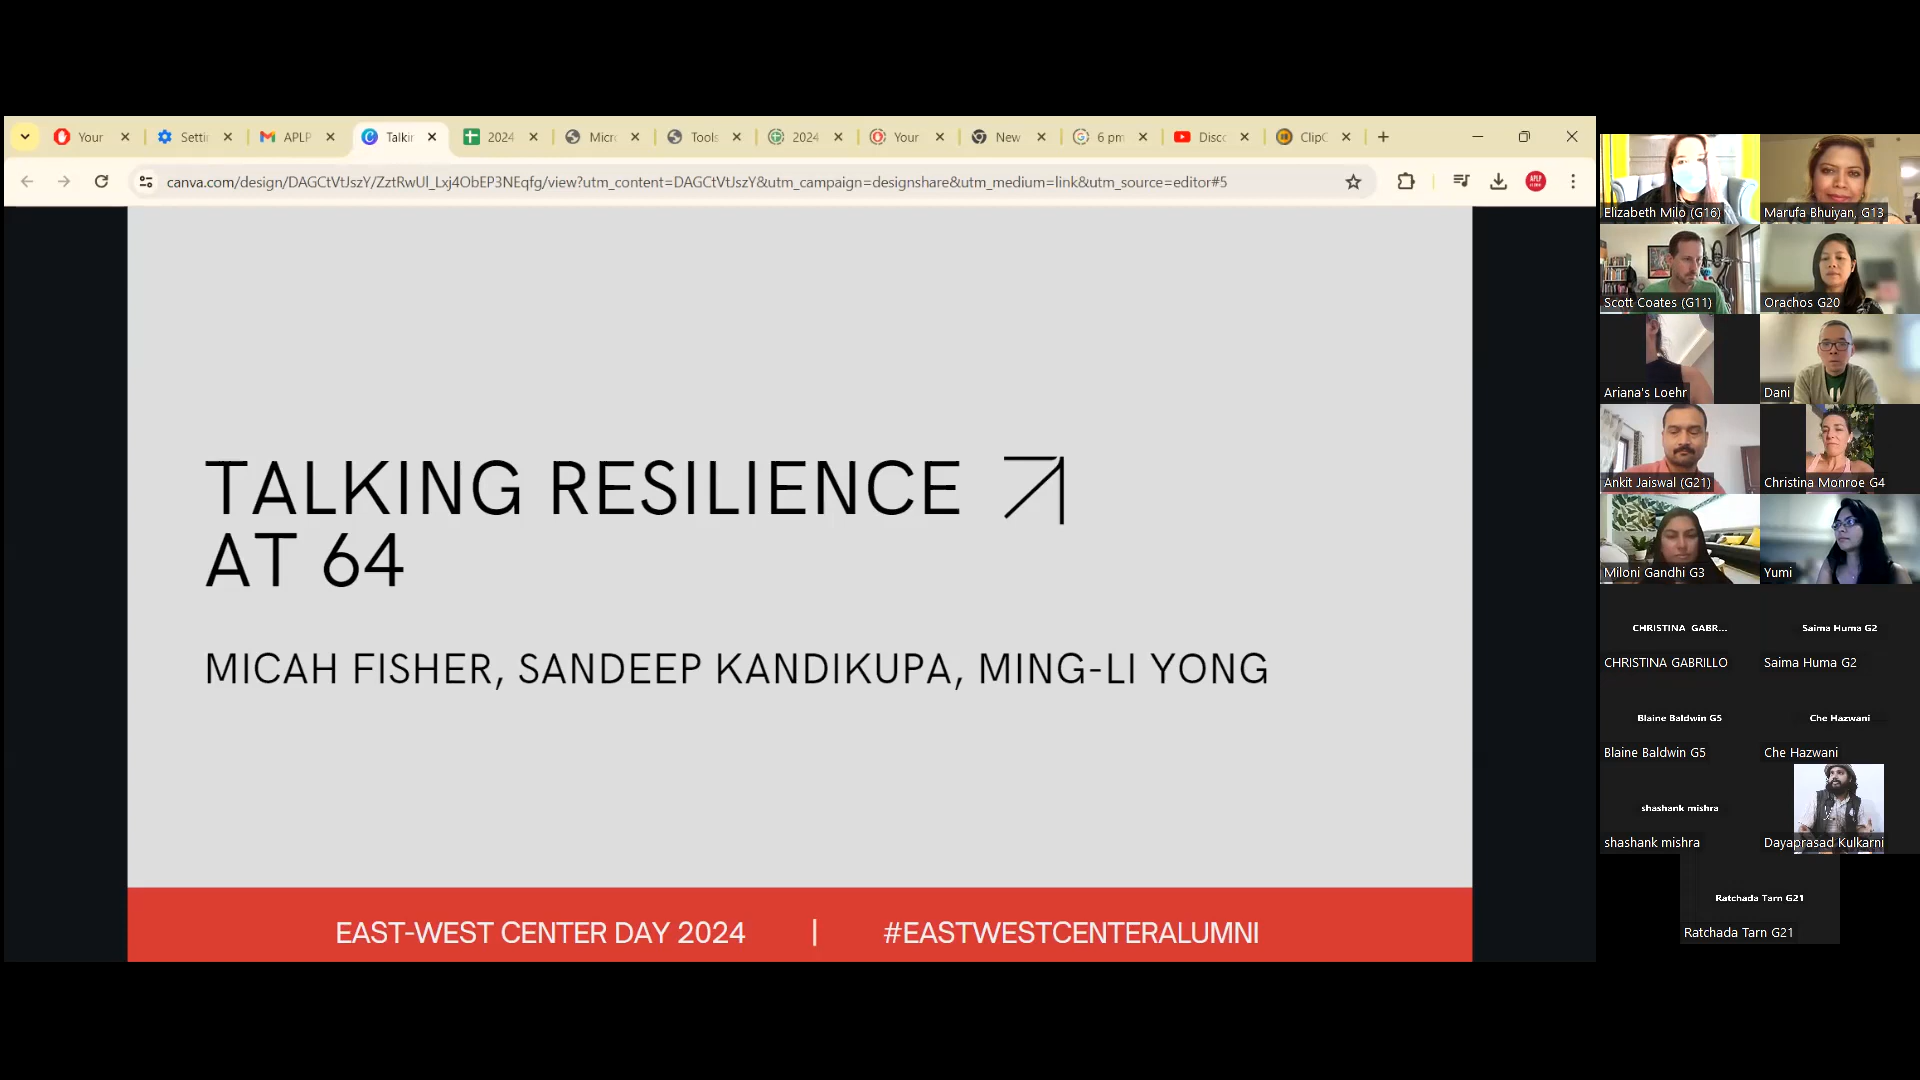 Your
Settin
APLP
Talkin
2024
Micr
Tools
2024
Your
New
6 pm
Disco
ClipC
canva.com/design/DAGCtVtJszY/ZztRwUl_Lxj4ObEP3NEqfg/view?utm_content=DAGCtVtJszY&utm_campaign=designshare&utm_medium=link&utm_source=editor#5
TALKING RESILIENCE
AT 64
MICAH FISHER, SANDEEP KANDIKUPA, MING-LI YONG
EAST-WEST CENTER DAY 2024 | #EASTWESTCENTERALUMNI
Elizabeth Milo (G16)
Marufa Bhuiyan, G13
Scott Coates (G11)
Orachos G20
Ariana's Loehr
Dani
Ankit Jaiswal (G21)
Christina Monroe G4
Miloni Gandhi G3
Yumi
CHRISTINA GABR...
CHRISTINA GABRILLO
Saima Huma G2
Saima Huma G2
Blaine Baldwin G5
Blaine Baldwin G5
Che Hazwani
Che Hazwani
shashank mishra
shashank mishra
Dayaprasad Kulkarni
Ratchada Tarn G21
Ratchada Tarn G21